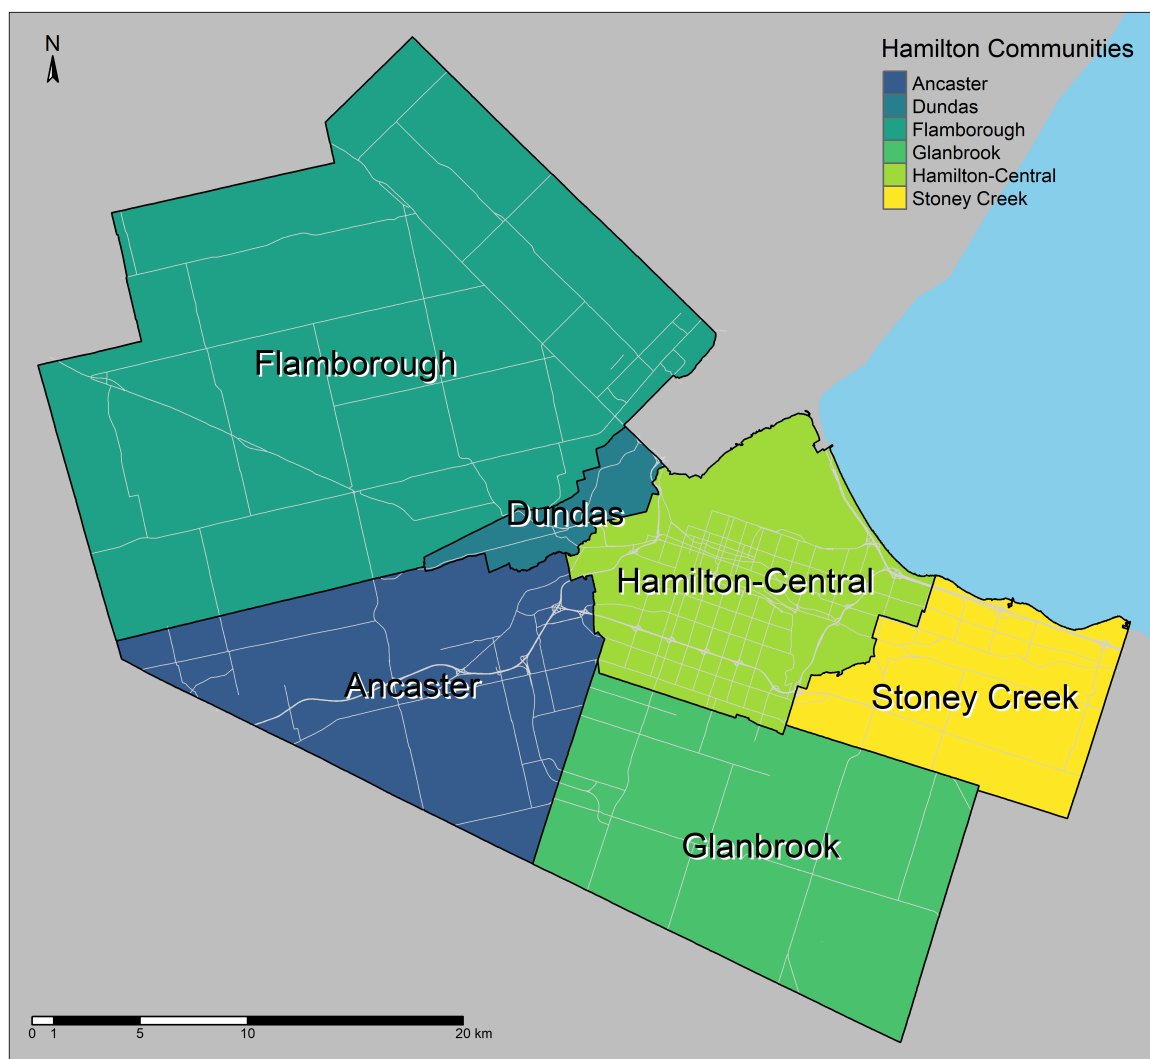 N
Hamilton Communities
Ancaster
Dundas
Flamborough
Glanbrook
Hamilton-Central
Stoney Creek
Flamborough
Dundas
Hamilton-Central
Ancaster
Stoney Creek
Glanbrook
0 1 5 10 20 km